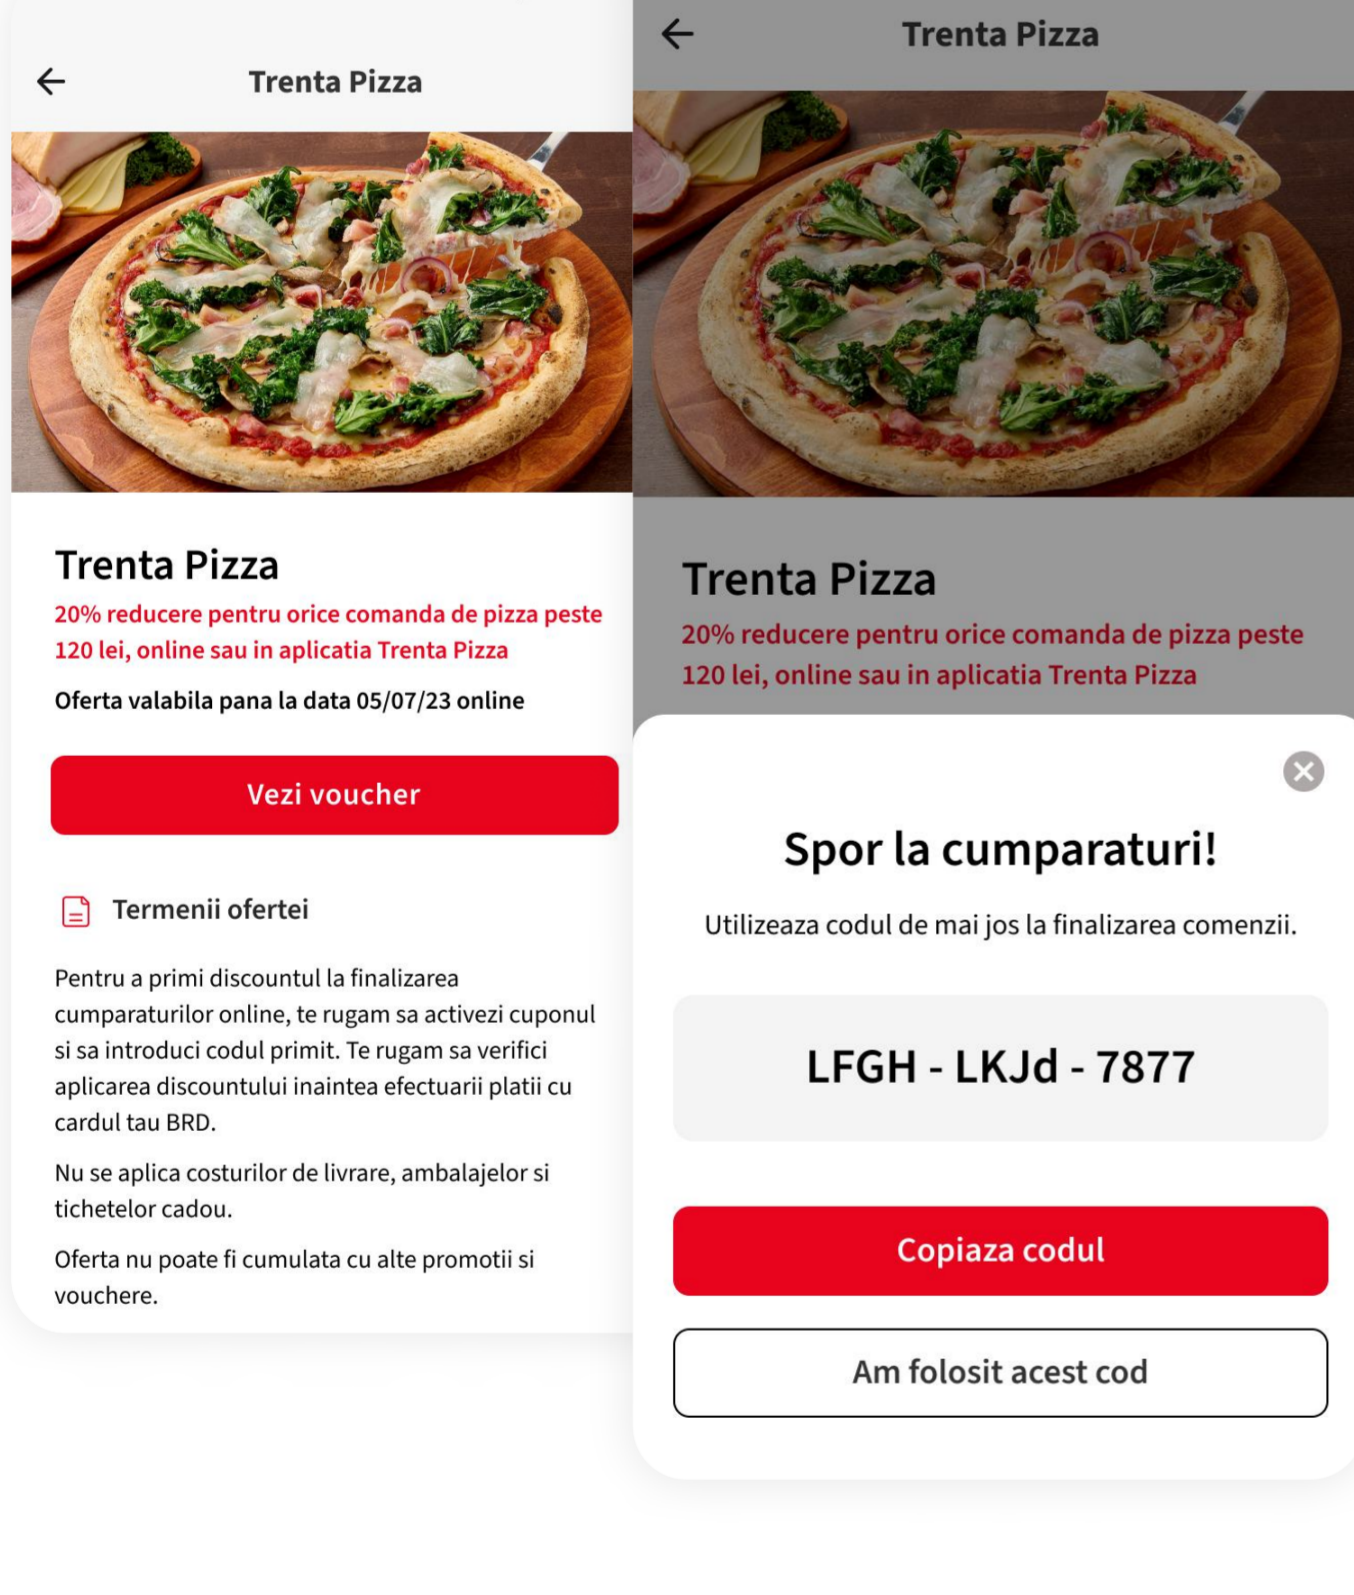 Trenta Pizza
Trenta Pizza
20% reducere pentru orice comanda de pizza peste
120 lei, online sau in aplicatia Trenta Pizza
Oferta valabila pana la data 05/07/23 online
Vezi voucher
Termenii ofertei
Pentru a primi discountul la finalizarea
cumparaturilor online, te rugam sa activezi cuponul
si sa introduci codul primit. Te rugam sa verifici
aplicarea discountului inaintea efectuarii platii cu
cardul tau BRD.
Nu se aplica costurilor de livrare, ambalajelor si
tichetelor cadou.
Oferta nu poate fi cumulata cu alte promotii si
vouchere.
Trenta Pizza
Trenta Pizza
20% reducere pentru orice comanda de pizza peste
120 lei, online sau in aplicatia Trenta Pizza
Spor la cumparaturi!
Utilizeaza codul de mai jos la finalizarea comenzii.
LFGH - LKJd - 7877
Copiaza codul
Am folosit acest cod